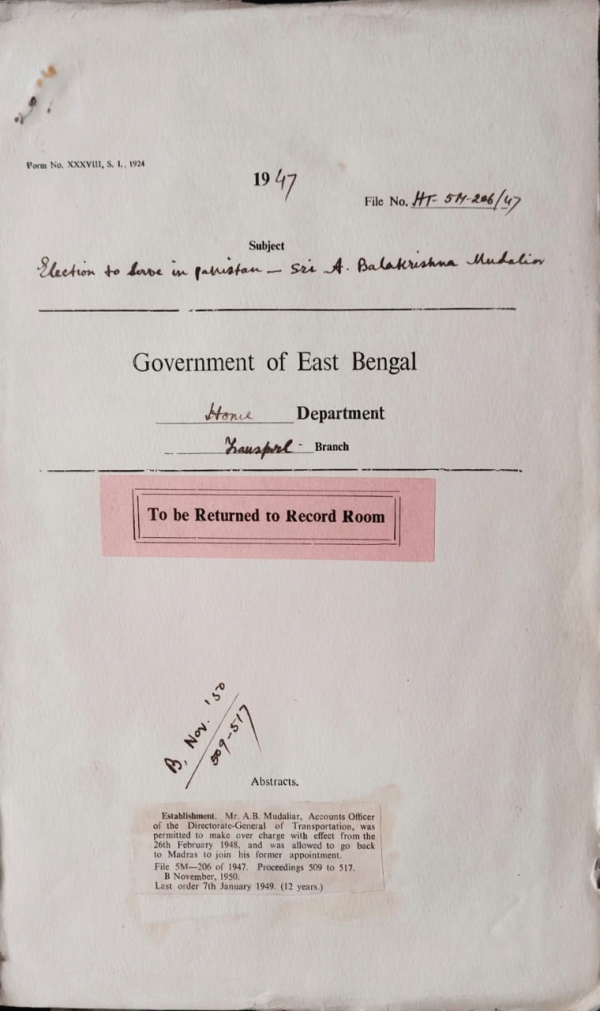 Form No. XXXVIII, S. I., 1924
1947
File No. HT- 5M-206/47
Subject
Election to serve in pakistan — Sri A. Balakrishna Mudaliar
Government of East Bengal
Home Department
Transport - Branch
To be Returned to Record Room
B, Nov. '50
509-517
Abstracts.
Establishment. Mr. A.B. Mudaliar, Accounts Officer
of the Directorate-General of Transportation, was
permitted to make over charge with effect from the
26th February 1948, and was allowed to go back
to Madras to join his former appointment.
File 5M—206 of 1947. Proceedings 509 to 517.
B November, 1950.
Last order 7th January 1949. (12 years.)